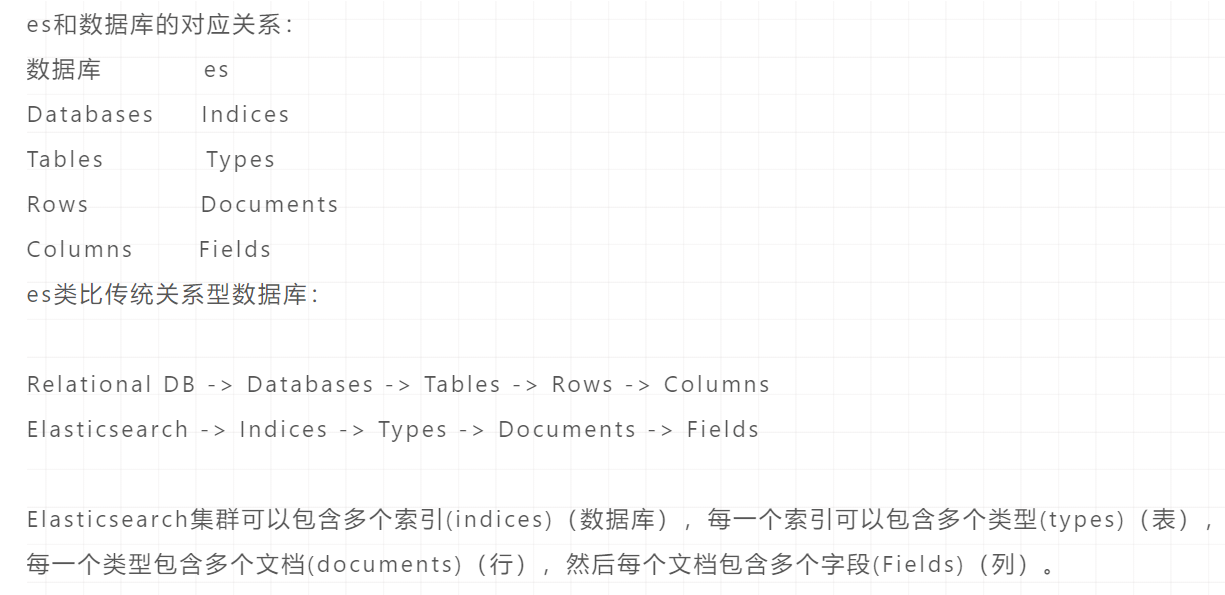 es和数据库的对应关系：
数据库 es
Databases Indices
Tables Types
Rows Documents
Columns Fields
es类比传统关系型数据库：
Relational DB -> Databases -> Tables -> Rows -> Columns
Elasticsearch -> Indices -> Types -> Documents -> Fields
Elasticsearch集群可以包含多个索引(indices)（数据库），每一个索引可以包含多个类型(types)（表），
每一个类型包含多个文档(documents)（行），然后每个文档包含多个字段(Fields)（列）。